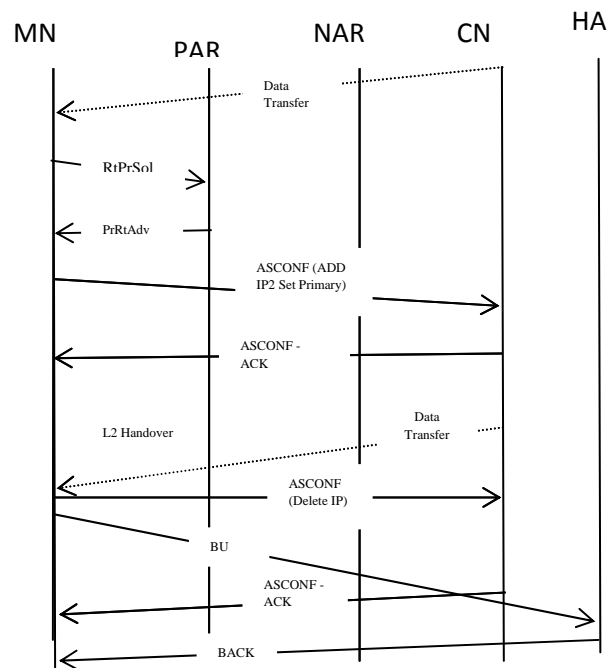 MN
PAR
NAR
CN
HA
Data
Transfer
RtPrSol
PrRtAdv
ASCONF (ADD
IP2 Set Primary)
ASCONF -
ACK
L2 Handover
Data
Transfer
ASCONF
(Delete IP)
BU
ASCONF -
ACK
BACK